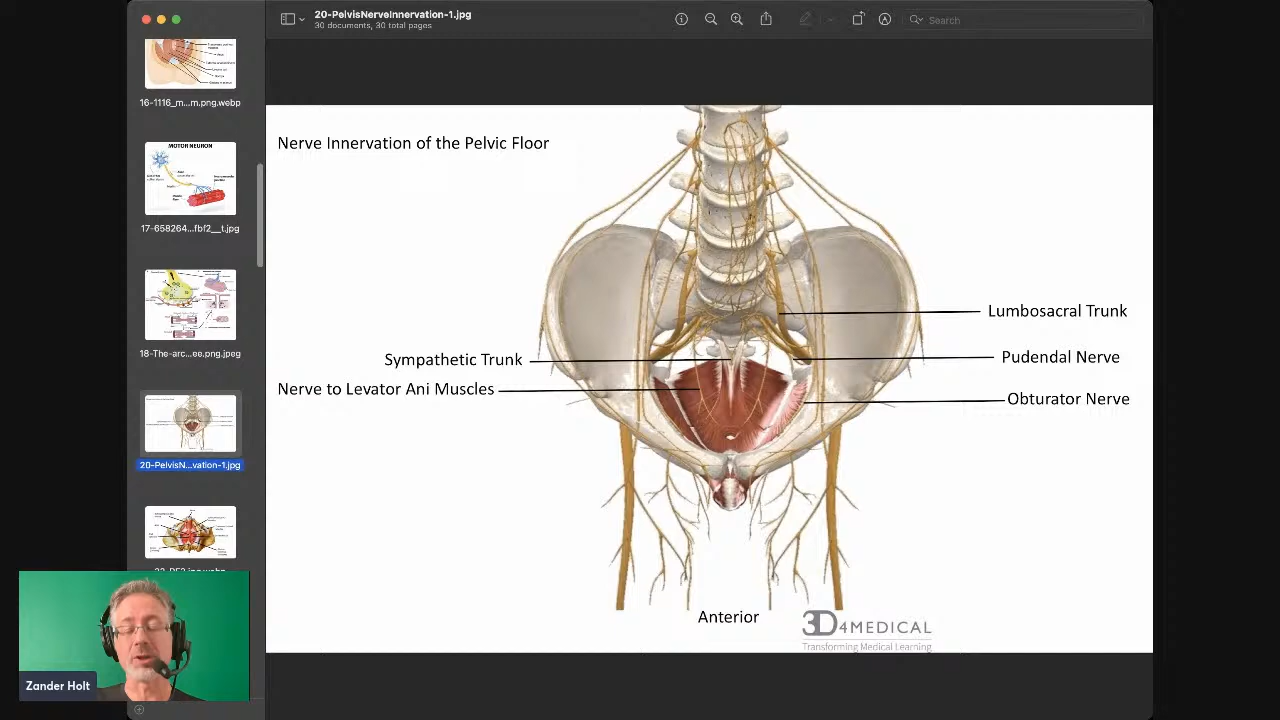 20-PelvisNerveInnervation-1.jpg
30 documents, 30 total pages
Search
16-1116_m...m.png.webp
MOTOR NEURON
17-658264...fbf2__t.jpg
18-The-arc...ee.png.jpeg
20-PelvisN...vation-1.jpg
Nerve Innervation of the Pelvic Floor
Lumbosacral Trunk
Sympathetic Trunk
Pudendal Nerve
Nerve to Levator Ani Muscles
Obturator Nerve
Anterior
3D4MEDICAL
Transforming Medical Learning
Zander Holt